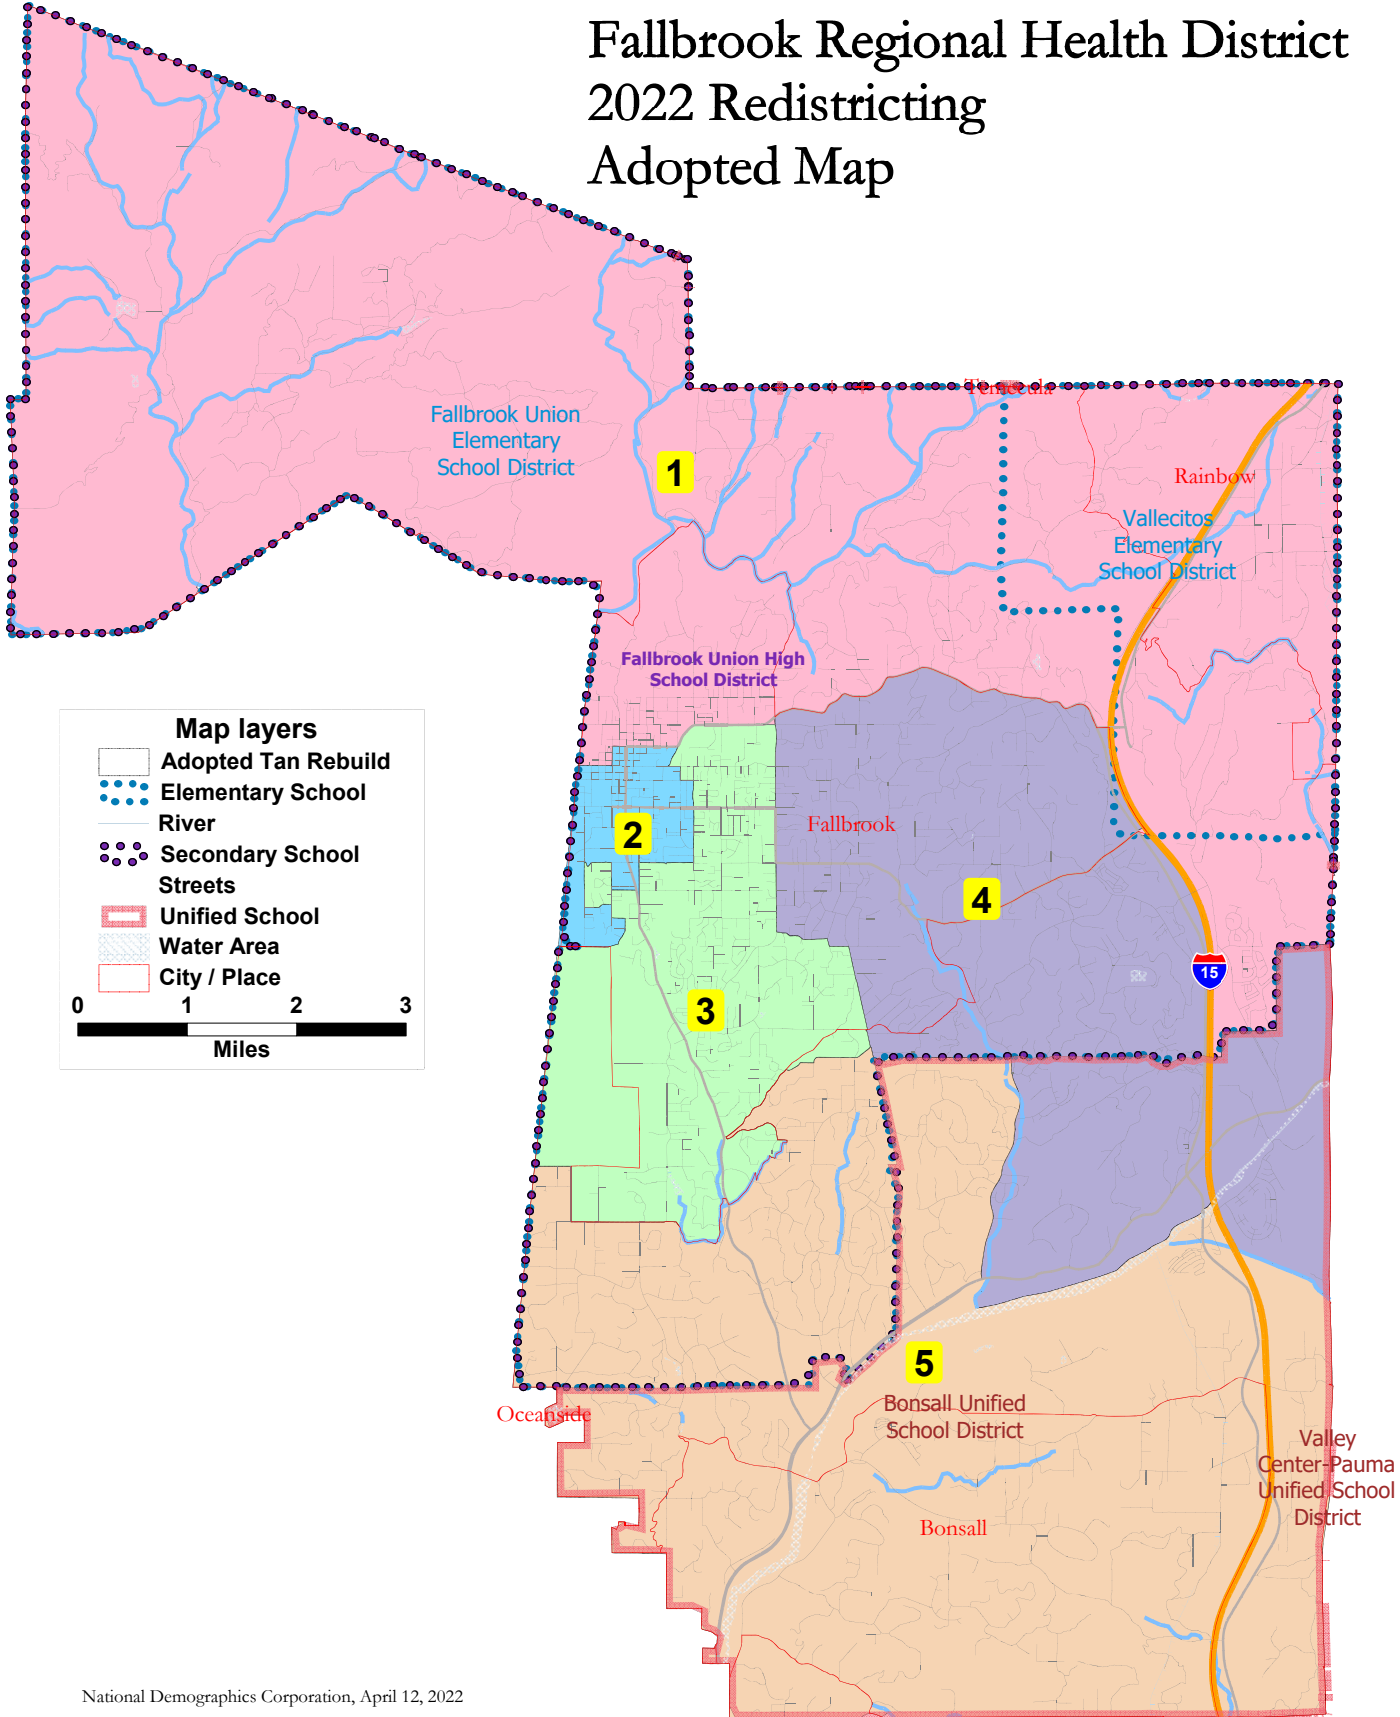 Fallbrook Regional Health District
2022 Redistricting
Adopted Map
Temecula
Fallbrook Union
Elementary
School District
1
Rainbow
Vallecitos
Elementary
School District
Fallbrook Union High
School District
Map layers
Adopted Tan Rebuild
Elementary School
River
Secondary School
Streets
Unified School
Water Area
City / Place
0 1 2 3
Miles
2
Fallbrook
4
15
3
5
Oceanside
Bonsall Unified
School District
Valley
Center-Pauma
Unified School
District
Bonsall
National Demographics Corporation, April 12, 2022